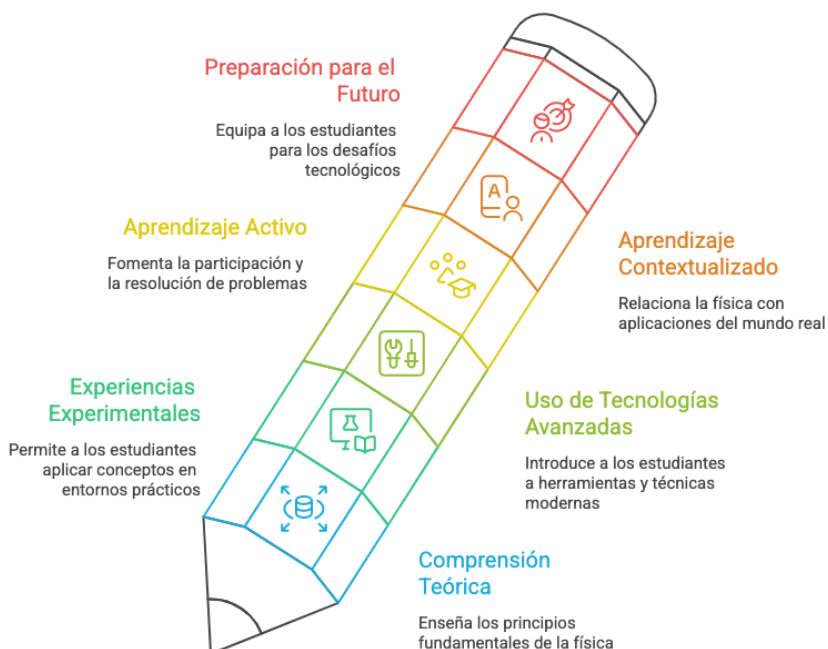 Preparación para el
Futuro
Equipa a los estudiantes
para los desafíos
tecnológicos
A
Aprendizaje Activo
Fomenta la participación y
la resolución de problemas
Aprendizaje
Contextualizado
Relaciona la física con
aplicaciones del mundo real
Experiencias
Experimentales
Permite a los estudiantes
aplicar conceptos en
entornos prácticos
Uso de Tecnologías
Avanzadas
Introduce a los estudiantes
a herramientas y técnicas
modernas
Comprensión
Teórica
Enseña los principios
fundamentales de la física